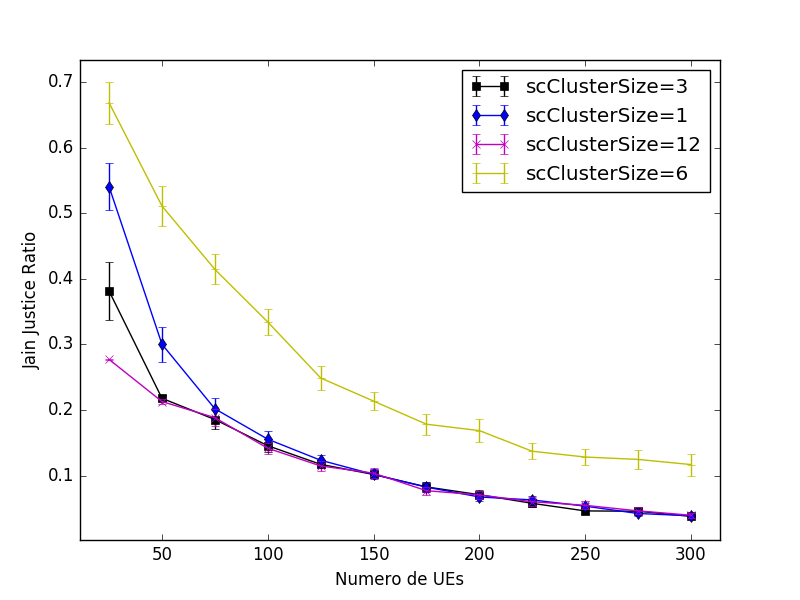 0.7
0.6
0.5
0.4
0.3
0.2
0.1
Jain Justice Ratio
scClusterSize=3
scClusterSize=1
scClusterSize=12
scClusterSize=6
50 100 150 200 250 300
Numero de UEs